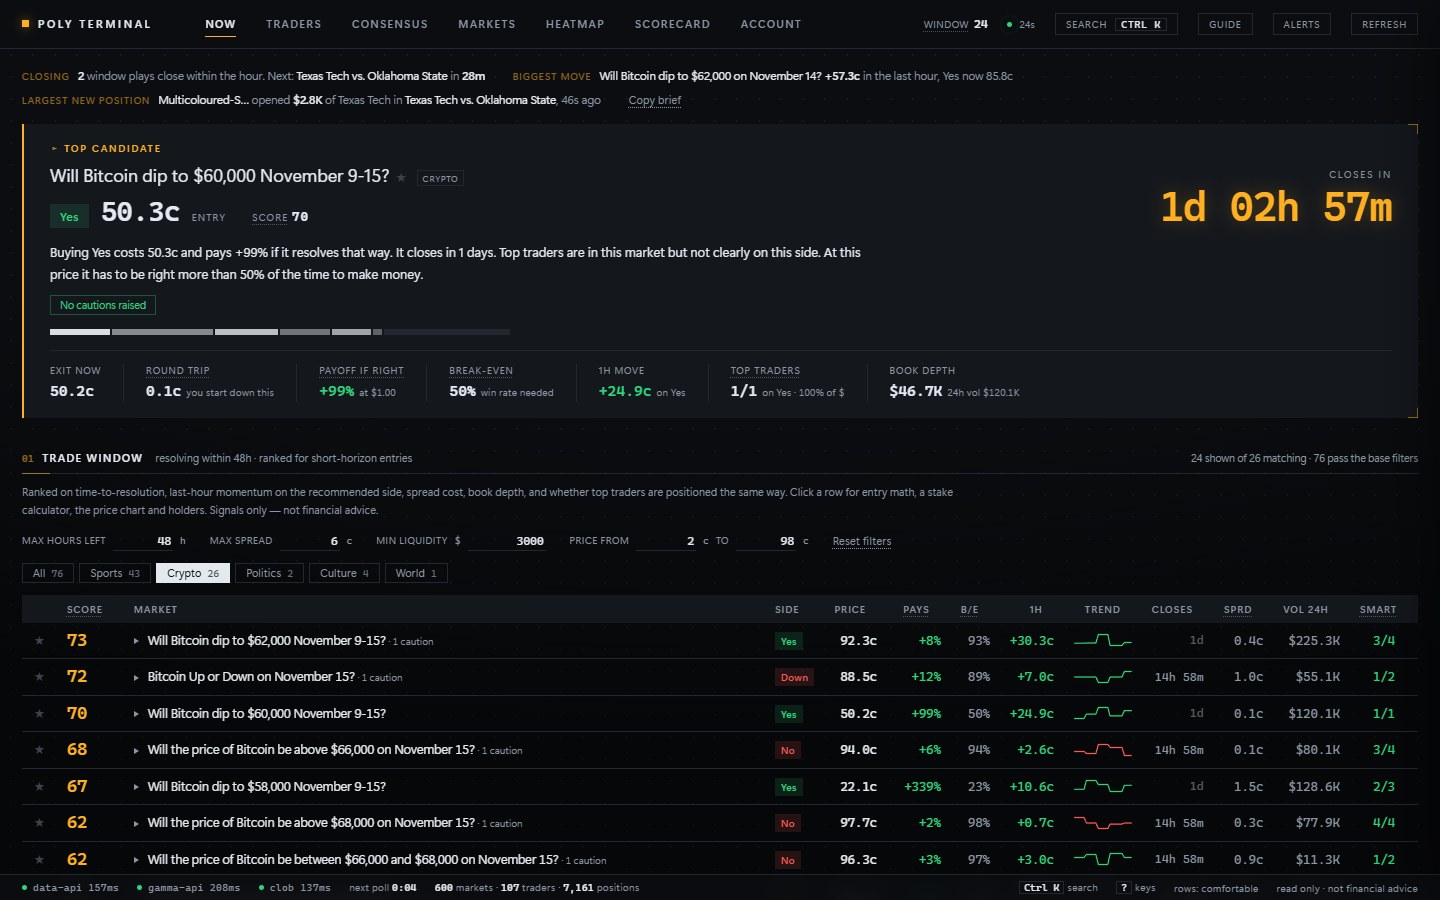 POLY TERMINAL NOW TRADERS CONSENSUS MARKETS HEATMAP SCORECARD ACCOUNT WINDOW 24 24s SEARCH CTRL K GUIDE ALERTS REFRESH
CLOSING 2 window plays close within the hour. Next: Texas Tech vs. Oklahoma State in 28m BIGGEST MOVE Will Bitcoin dip to $62,000 on November 14? +57.3c in the last hour, Yes now 85.8c
LARGEST NEW POSITION Multicoloured-S... opened $2.8K of Texas Tech in Texas Tech vs. Oklahoma State, 46s ago Copy brief
TOP CANDIDATE
Will Bitcoin dip to $60,000 November 9-15? ★ CRYPTO
CLOSES IN
Yes 50.3c ENTRY SCORE 70
1d 02h 57m
Buying Yes costs 50.3c and pays +99% if it resolves that way. It closes in 1 days. Top traders are in this market but not clearly on this side. At this
price it has to be right more than 50% of the time to make money.
No cautions raised
EXIT NOW ROUND TRIP PAYOFF IF RIGHT BREAK-EVEN 1H MOVE TOP TRADERS BOOK DEPTH
50.2c 0.1c you start down this +99% at $1.00 50% win rate needed +24.9c on Yes 1/1 on Yes · 100% of $ $46.7K 24h vol $120.1K
01 TRADE WINDOW resolving within 48h · ranked for short-horizon entries 24 shown of 26 matching · 76 pass the base filters
Ranked on time-to-resolution, last-hour momentum on the recommended side, spread cost, book depth, and whether top traders are positioned the same way. Click a row for entry math, a stake
calculator, the price chart and holders. Signals only — not financial advice.
MAX HOURS LEFT 48 h MAX SPREAD 6 c MIN LIQUIDITY $ 3000 PRICE FROM 2 c TO 98 c Reset filters
All 76 Sports 43 Crypto 26 Politics 2 Culture 4 World 1
SCORE MARKET SIDE PRICE PAYS B/E 1H TREND CLOSES SPRD VOL 24H SMART
★ 73 ▸ Will Bitcoin dip to $62,000 November 9-15? · 1 caution Yes 92.3c +8% 93% +30.3c 1d 0.4c $225.3K 3/4
★ 72 ▸ Bitcoin Up or Down on November 15? · 1 caution Down 88.5c +12% 89% +7.0c 14h 58m 1.0c $55.1K 1/2
★ 70 ▸ Will Bitcoin dip to $60,000 November 9-15? Yes 50.2c +99% 50% +24.9c 1d 0.1c $120.1K 1/1
★ 68 ▸ Will the price of Bitcoin be above $66,000 on November 15? · 1 caution No 94.0c +6% 94% +2.6c 14h 58m 0.1c $80.1K 3/4
★ 67 ▸ Will Bitcoin dip to $58,000 November 9-15? Yes 22.1c +339% 23% +10.6c 1d 1.5c $128.6K 2/3
★ 62 ▸ Will the price of Bitcoin be above $68,000 on November 15? · 1 caution No 97.7c +2% 98% +0.7c 14h 58m 0.3c $77.9K 4/4
★ 62 ▸ Will the price of Bitcoin be between $66,000 and $68,000 on November 15? · 1 caution No 96.3c +3% 97% +3.0c 14h 58m 0.9c $11.3K 1/2
data-api 157ms gamma-api 208ms clob 137ms next poll 0:04 600 markets · 107 traders · 7,161 positions Ctrl K search ? keys rows: comfortable read only · not financial advice